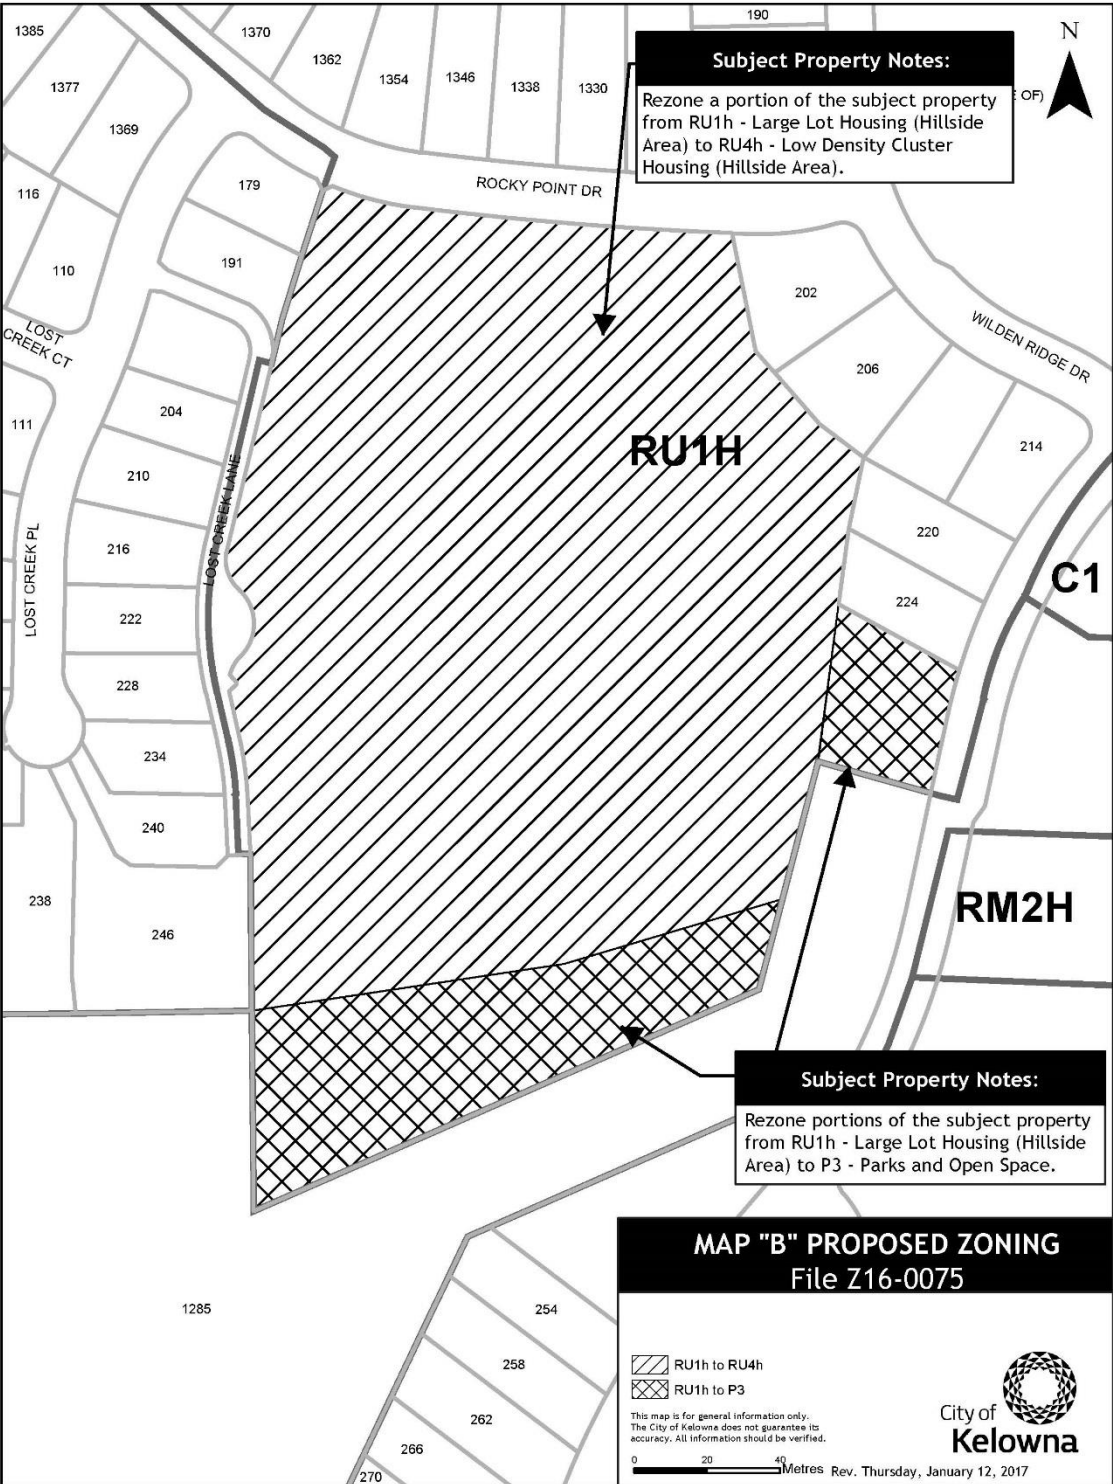 1385
1370
190
N
1362
1354
1346
1338
1330
1377
1369
Subject Property Notes:
Rezone a portion of the subject property
from RU1h - Large Lot Housing (Hillside
Area) to RU4h - Low Density Cluster
Housing (Hillside Area).
OF)
116
179
ROCKY POINT DR
110
191
202
LOST
CREEK CT
WILDEN RIDGE DR
206
204
111
RU1H
214
210
LOST CREEK LANE
220
216
LOST CREEK PL
C1
224
222
228
234
240
238
246
RM2H
Subject Property Notes:
Rezone portions of the subject property
from RU1h - Large Lot Housing (Hillside
Area) to P3 - Parks and Open Space.
1285
254
258
262
266
270
MAP "B" PROPOSED ZONING
File Z16-0075
RU1h to RU4h
RU1h to P3
This map is for general information only.
The City of Kelowna does not guarantee its
accuracy. All information should be verified.
0 20 40 Metres
Rev. Thursday, January 12, 2017
City of
Kelowna